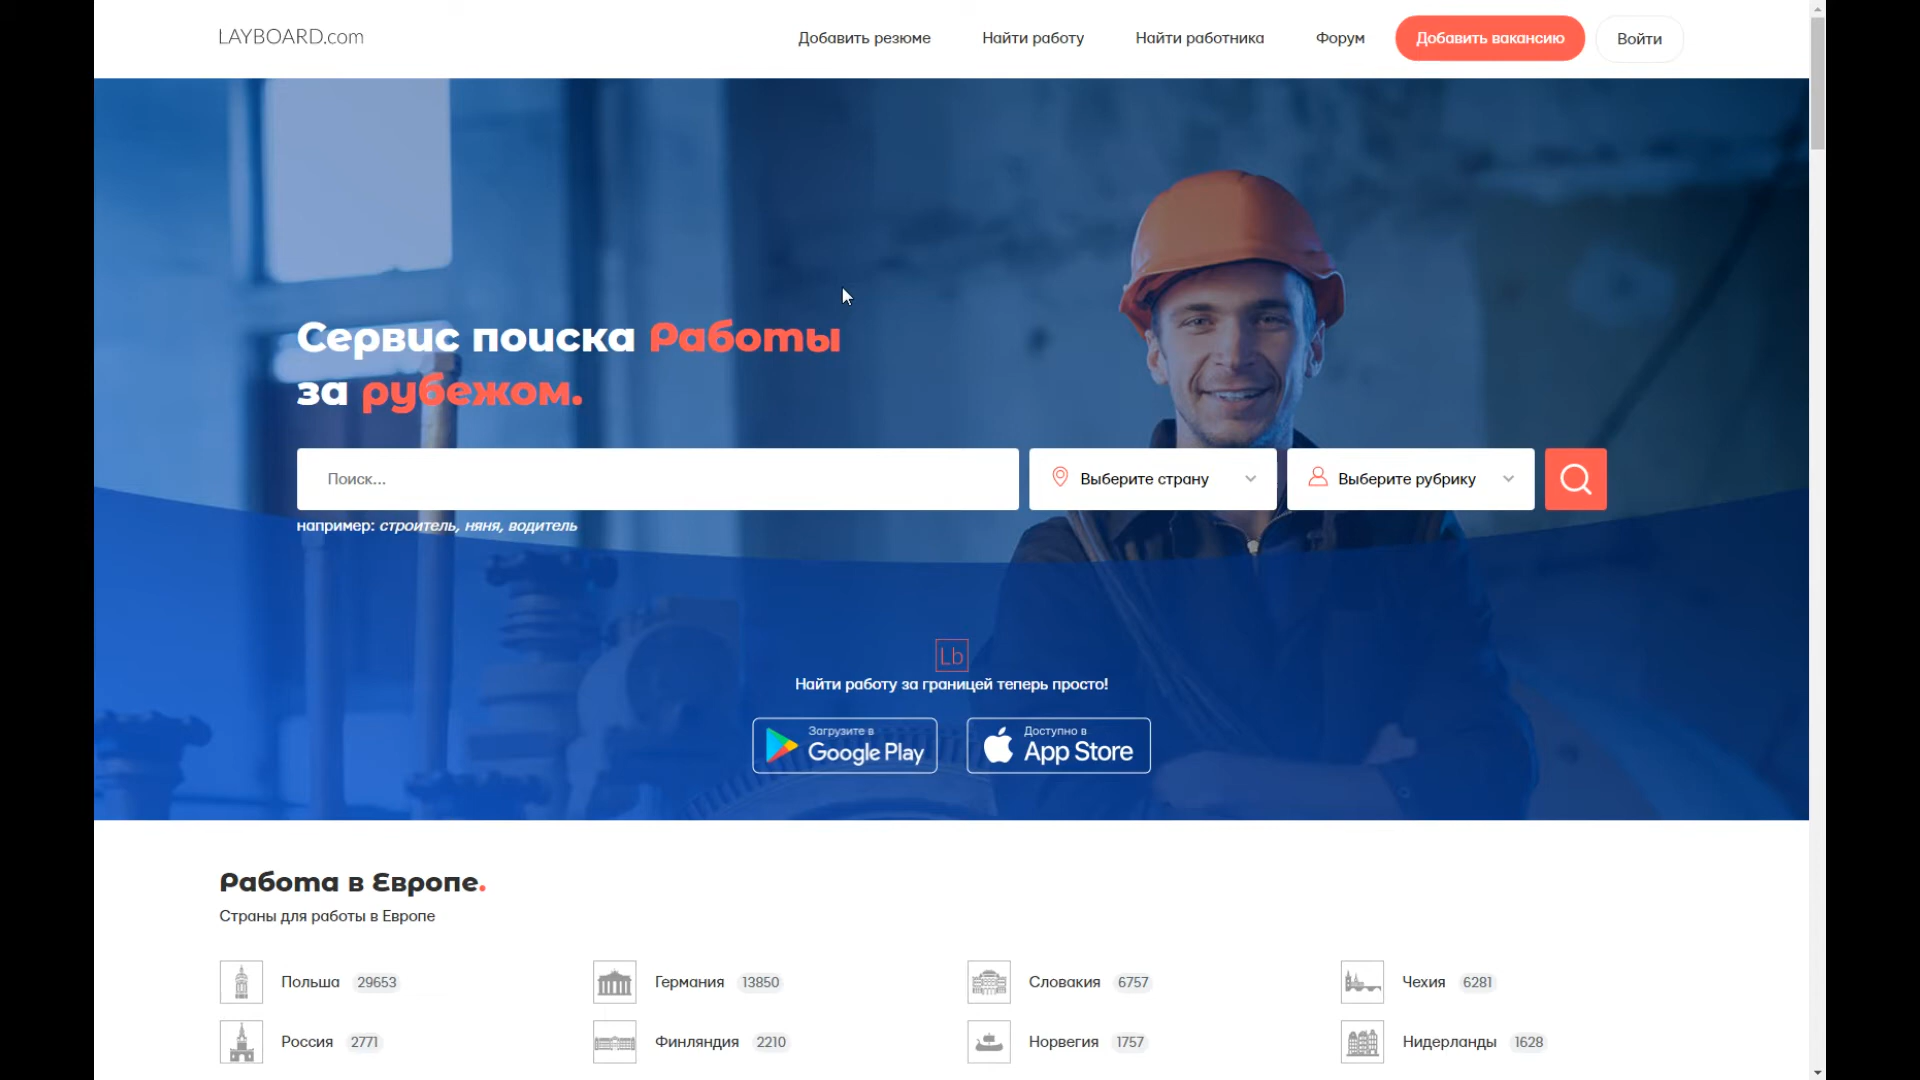 LAYBOARD.com
Добавить резюме
Найти работу
Найти работника
Форум
Добавить вакансию
Войти
Сервис поиска Работы
за рубежом.
Поиск...
Выберите страну
Выберите рубрику
например: строитель, няня, водитель
Lb
Найти работу за границей теперь просто!
Загрузите в
Google Play
Доступно в
App Store
Работа в Европе.
Страны для работы в Европе
Польша 29653
Германия 13850
Словакия 6757
Чехия 6281
Россия 2771
Финляндия 2210
Норвегия 1757
Нидерланды 1628